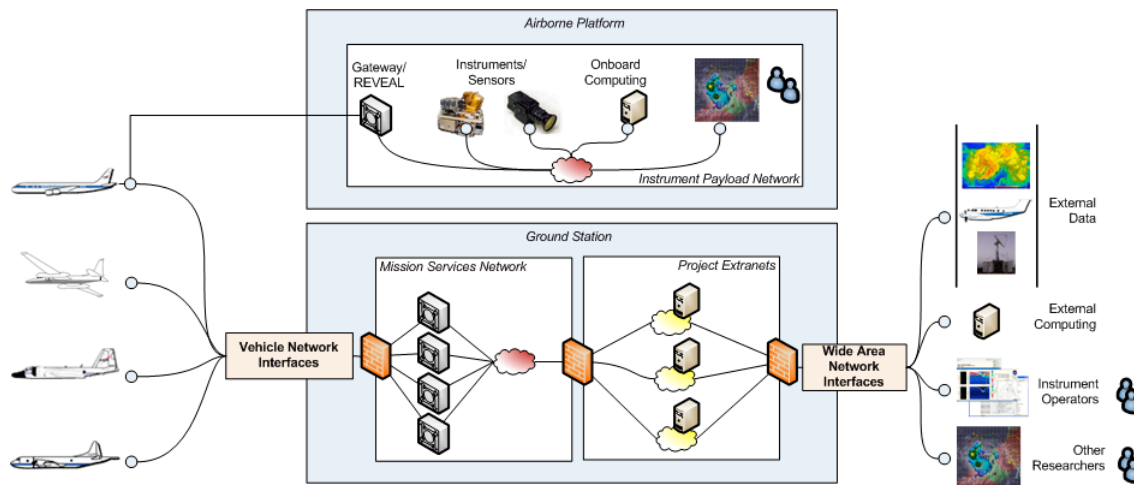 Airborne Platform
Gateway/
REVEAL
Instruments/
Sensors
Onboard
Computing
Instrument Payload Network
Ground Station
Mission Services Network
Project Extranets
Vehicle Network
Interfaces
Wide Area
Network
Interfaces
External
Data
External
Computing
Instrument
Operators
Other
Researchers